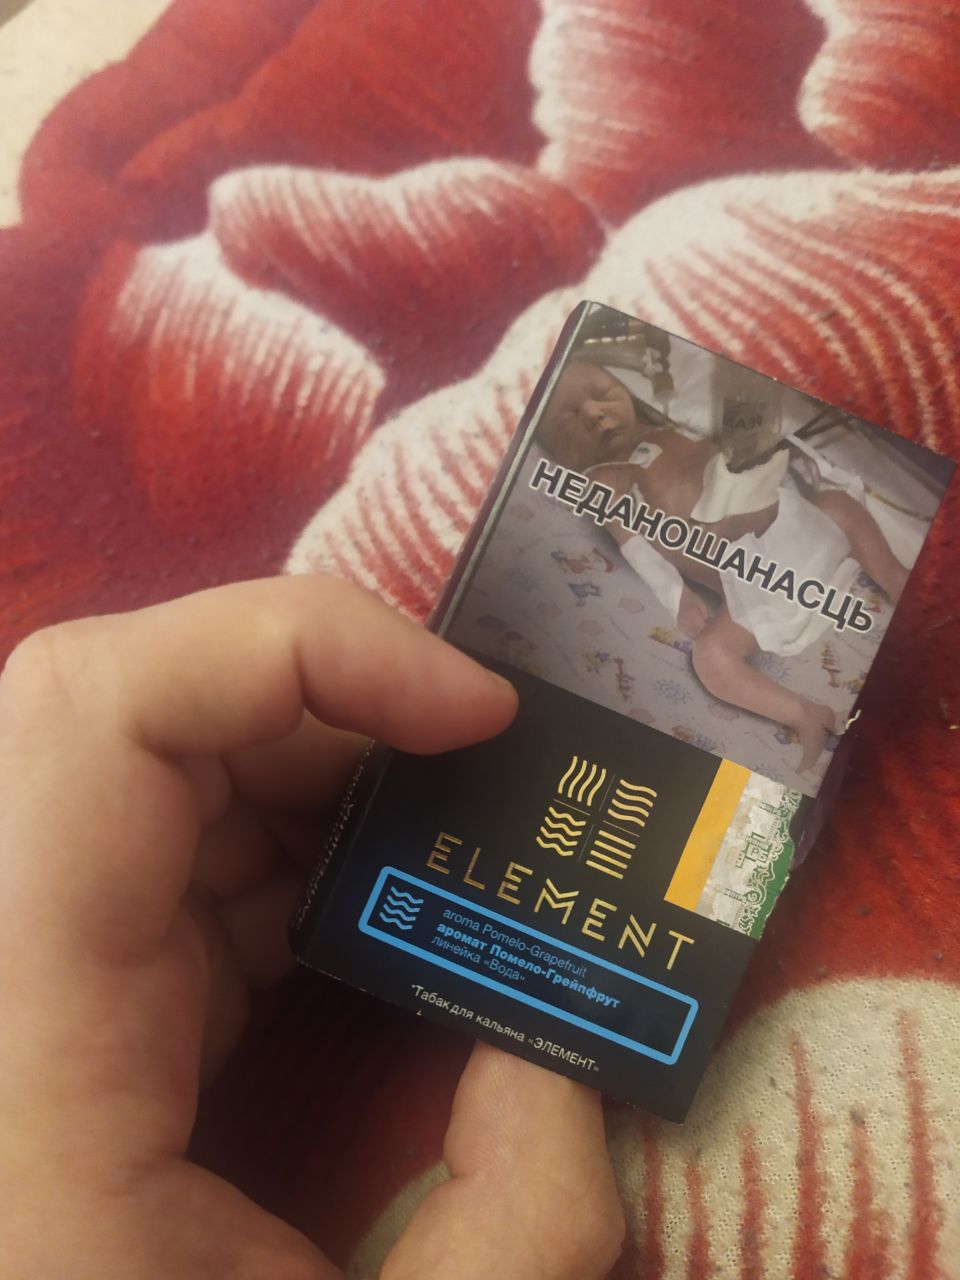 НЕДАНОШАНАСЦЬ
ELEMENT
aroma Pomelo-Grapefruit
аромат Помело-Грейпфрут
линейка «Вода»
*Табак для кальяна «ЭЛЕМЕНТ»